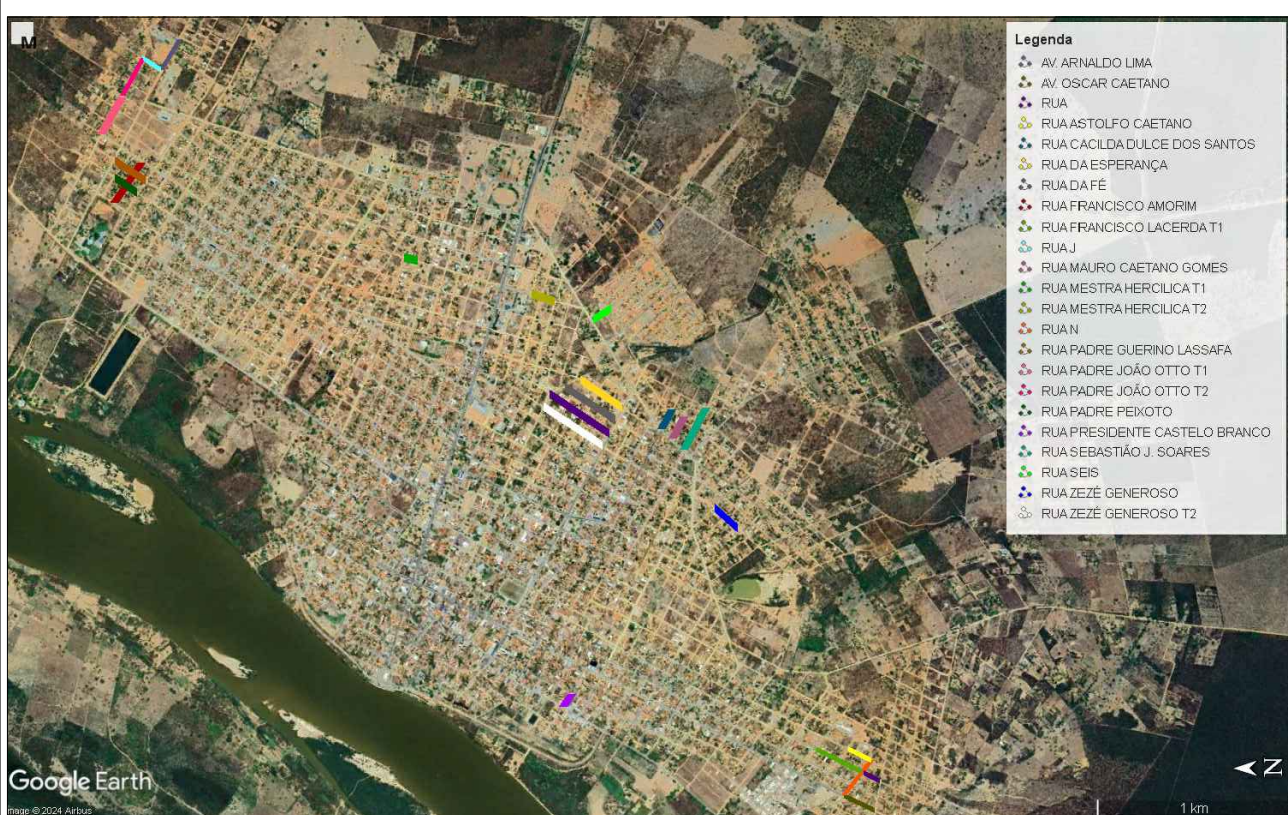 M
Legenda
AV. ARNALDO LIMA
AV. OSCAR CAETANO
RUA
RUA ASTOLFO CAETANO
RUA CACILDA DULCE DOS SANTOS
RUA DA ESPERANÇA
RUA DA FÉ
RUA FRANCISCO AMORIM
RUA FRANCISCO LACERDA T1
RUA J
RUA MAURO CAETANO GOMES
RUA MESTRA HERCILICA T1
RUA MESTRA HERCILICA T2
RUA N
RUA PADRE GUERINO LASSAFA
RUA PADRE JOÃO OTTO T1
RUA PADRE JOÃO OTTO T2
RUA PADRE PEIXOTO
RUA PRESIDENTE CASTELO BRANCO
RUA SEBASTIÃO J. SOARES
RUA SEIS
RUA ZEZÉ GENEROSO
RUA ZEZÉ GENEROSO T2
Google Earth
N
Image © 2024 Airbus
1 km